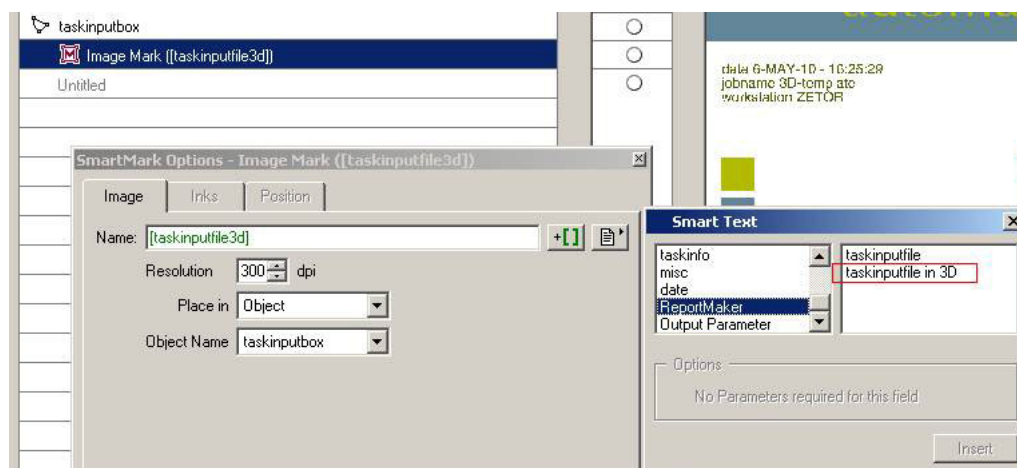 taskinputbox
Image Mark ([taskinputfile3d])
Untitled
data 6-MAY-10 - 16:25:29
jobname 3D-temp ate
workstation ZETOR
SmartMark Options - Image Mark ([taskinputfile3d])
Image
Inks
Position
Name: [taskinputfile3d]
+[]
Resolution 300 dpi
Place in Object
Object Name taskinputbox
Smart Text
taskinfo
misc
date
ReportMaker
Output Parameter
taskinputfile
taskinputfile in 3D
Options
No Parameters required for this field
Insert